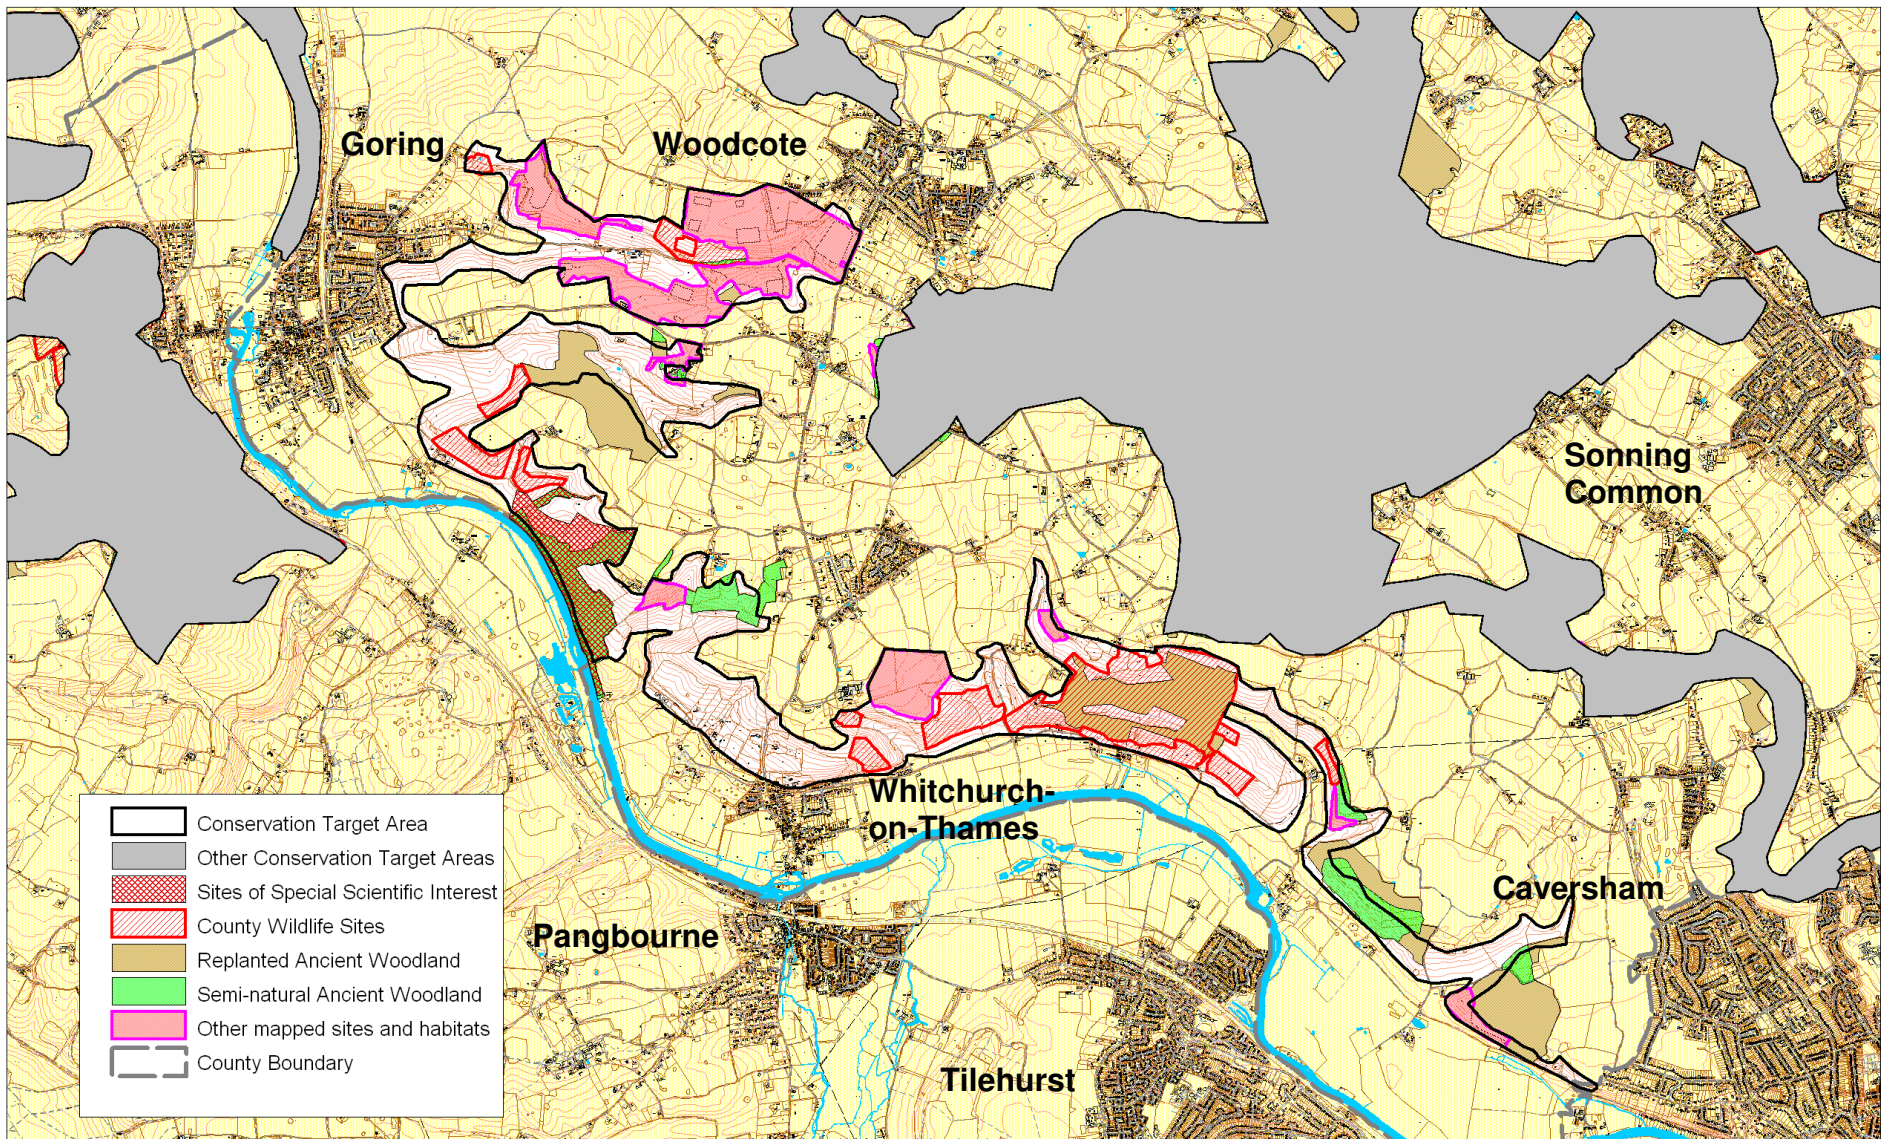 Goring
Woodcote
Sonning
Common
Whitchurch-
on-Thames
Caversham
Pangbourne
Tilehurst
Conservation Target Area
Other Conservation Target Areas
Sites of Special Scientific Interest
County Wildlife Sites
Replanted Ancient Woodland
Semi-natural Ancient Woodland
Other mapped sites and habitats
County Boundary